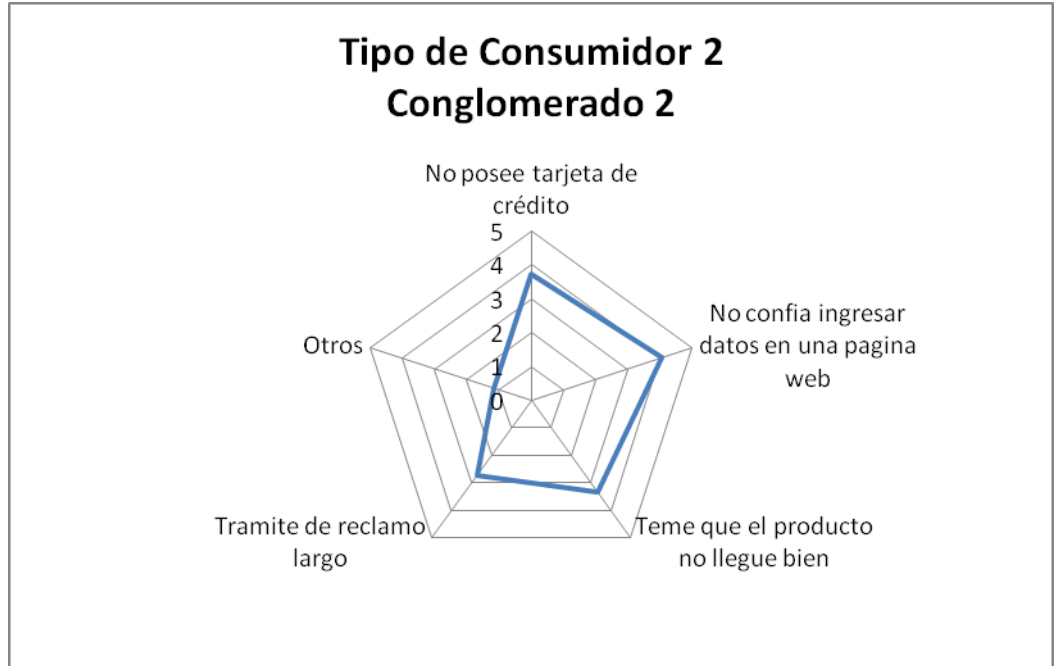 Tipo de Consumidor 2
Conglomerado 2
No posee tarjeta de
crédito
5
4
3
2
1
0
No confia ingresar
datos en una pagina
web
Teme que el producto
no llegue bien
Tramite de reclamo
largo
Otros